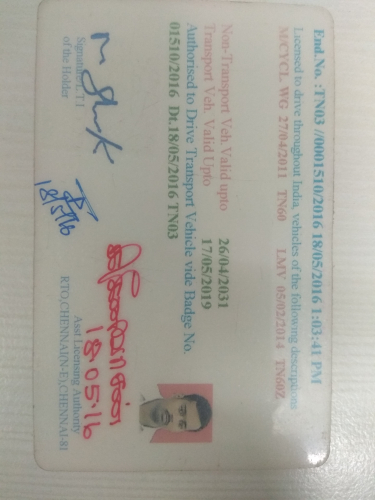 End.No. :TN03 //0001510/2016 18/05/2016 1:03:41 PM
Licensed to drive throughout India, vehicles of the following descreptions
M/CYCL. WG 27/04/2011 TN60 LMV 05/02/2014 TN60Z
Non-Transport Veh.Valid upto 26/04/2031
Transport Veh. Valid Upto 17/05/2019
Authorised to Drive Transport Vehicle vide Badge No.
01510/2016 Dt.18/05/2016 TN03
Signature/L.T.I
of the Holder
18/5/16
18.05.16
Asst Licensing Authority
RTO,CHENNAI(N-E),CHENNAI-81